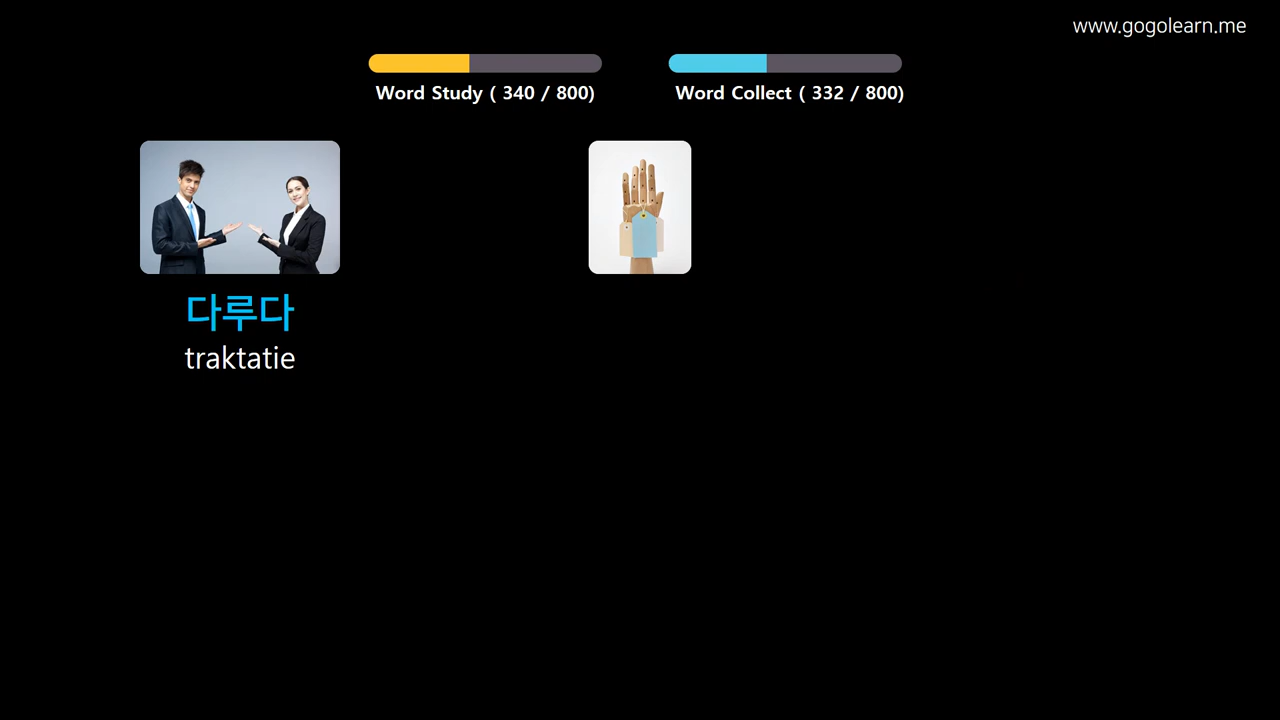 www.gogolearn.me
Word Study ( 340 / 800)
Word Collect ( 332 / 800)
다루다
traktatie